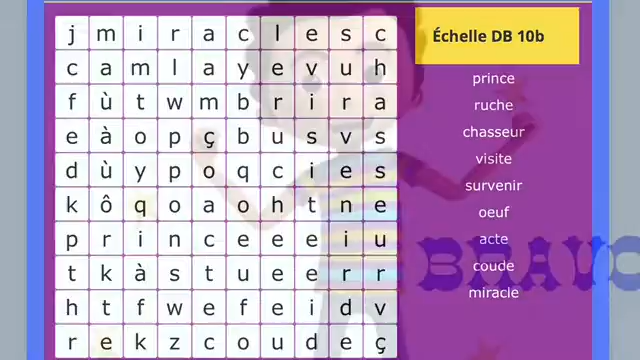 j m i r a c l e s c
c a m l a y e v u h
f ù t w m b r i r a
e à o p ç b u s v s
d ù y p o q c i e s
k ô q o a o h t n e
p r i n c e e e i u
t k à s t u e e r r
h t f w e f e i d v
r e k z c o u d e ç
Échelle DB 10b
prince
ruche
chasseur
visite
survenir
oeuf
acte
coude
miracle
BRAVO